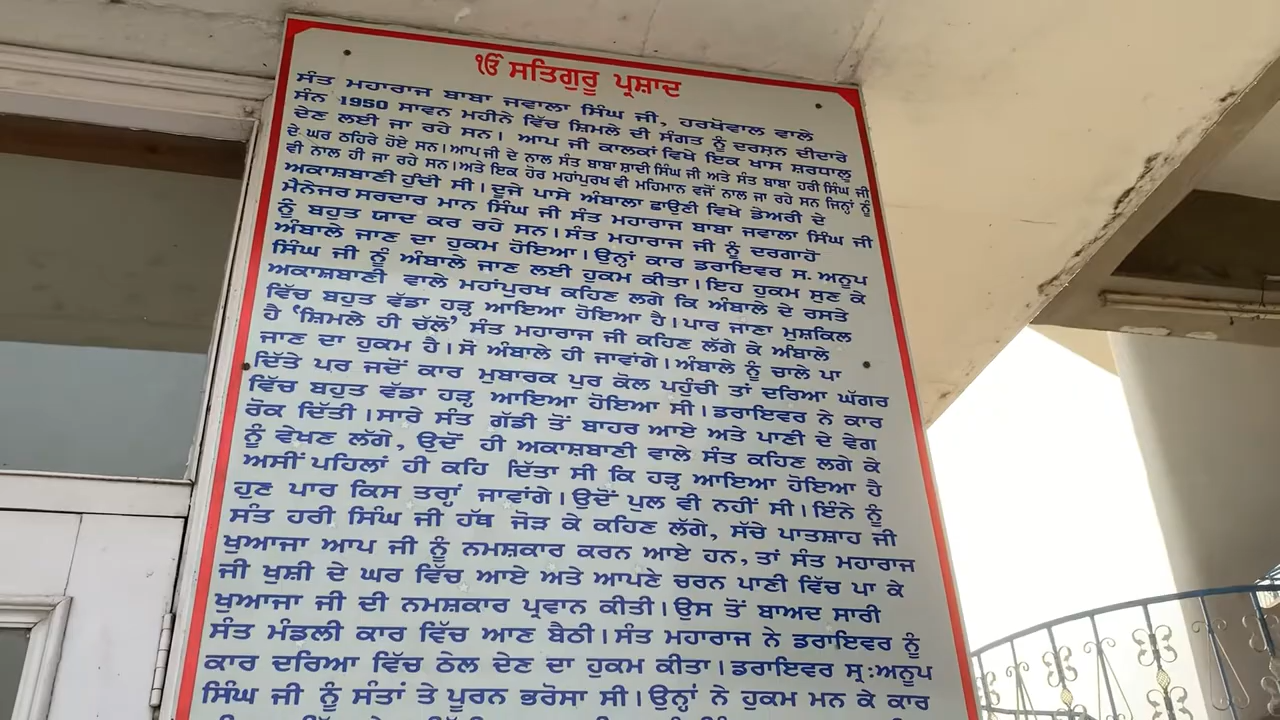 ੴ ਸਤਿਗੁਰੂ ਪ੍ਰਸ਼ਾਦ
ਸੰਤ ਮਹਾਰਾਜ ਬਾਬਾ ਜਵਾਲਾ ਸਿੰਘ ਜੀ, ਹਰਖੋਵਾਲ ਵਾਲੇ
ਸੰਨ 1950 ਸਾਵਨ ਮਹੀਨੇ ਵਿੱਚ ਸ਼ਿਮਲੇ ਦੀ ਸੰਗਤ ਨੂੰ ਦਰਸ਼ਨ ਦੀਦਾਰੇ
ਦੇਣ ਲਈ ਜਾ ਰਹੇ ਸਨ। ਆਪ ਜੀ ਕਾਲਕਾਂ ਵਿਖੇ ਇਕ ਖਾਸ ਸ਼ਰਧਾਲੂ
ਦੇ ਘਰ ਠਹਿਰੇ ਹੋਏ ਸਨ।ਆਪ ਜੀ ਦੇ ਨਾਲ ਸੰਤ ਬਾਬਾ ਸ਼ਾਦੀ ਸਿੰਘ ਜੀ ਅਤੇ ਸੰਤ ਬਾਬਾ ਹਰੀ ਸਿੰਘ ਜੀ
ਵੀ ਨਾਲ ਹੀ ਜਾ ਰਹੇ ਸਨ।ਅਤੇ ਇਕ ਹੋਰ ਮਹਾਂਪੁਰਖ ਵੀ ਮਹਿਮਾਨ ਵਜੋਂ ਨਾਲ ਜਾ ਰਹੇ ਸਨ ਜਿਨ੍ਹਾਂ ਨੂੰ
ਅਕਾਸ਼ਬਾਣੀ ਹੁੰਦੀ ਸੀ।ਦੂਜੇ ਪਾਸੇ ਅੰਬਾਲਾ ਛਾਉਣੀ ਵਿਖੇ ਡੇਅਰੀ ਦੇ
ਮੈਨੇਜਰ ਸਰਦਾਰ ਮਾਨ ਸਿੰਘ ਜੀ ਸੰਤ ਮਹਾਰਾਜ ਬਾਬਾ ਜਵਾਲਾ ਸਿੰਘ ਜੀ
ਨੂੰ ਬਹੁਤ ਯਾਦ ਕਰ ਰਹੇ ਸਨ।ਸੰਤ ਮਹਾਰਾਜ ਜੀ ਨੂੰ ਦਰਗਾਹੋਂ
ਅੰਬਾਲੇ ਜਾਣ ਦਾ ਹੁਕਮ ਹੋਇਆ। ਉਨ੍ਹਾਂ ਕਾਰ ਡਰਾਇਵਰ ਸ. ਅਨੂਪ
ਸਿੰਘ ਜੀ ਨੂੰ ਅੰਬਾਲੇ ਜਾਣ ਲਈ ਹੁਕਮ ਕੀਤਾ।ਇਹ ਹੁਕਮ ਸੁਣ ਕੇ
ਅਕਾਸ਼ਬਾਣੀ ਵਾਲੇ ਮਹਾਂਪੁਰਖ ਕਹਿਣ ਲਗੇ ਕਿ ਅੰਬਾਲੇ ਦੇ ਰਸਤੇ
ਵਿੱਚ ਬਹੁਤ ਵੱਡਾ ਹੜ੍ਹ ਆਇਆ ਹੋਇਆ ਹੈ।ਪਾਰ ਜਾਣਾ ਮੁਸ਼ਕਿਲ
ਹੈ 'ਸ਼ਿਮਲੇ ਹੀ ਚੱਲੋ' ਸੰਤ ਮਹਾਰਾਜ ਜੀ ਕਹਿਣ ਲੱਗੇ ਕੇ ਅੰਬਾਲੇ
ਜਾਣ ਦਾ ਹੁਕਮ ਹੈ।ਸੋ ਅੰਬਾਲੇ ਹੀ ਜਾਵਾਂਗੇ।ਅੰਬਾਲੇ ਨੂੰ ਚਾਲੇ ਪਾ
ਦਿੱਤੇ ਪਰ ਜਦੋਂ ਕਾਰ ਮੁਬਾਰਕ ਪੁਰ ਕੋਲ ਪਹੁੰਚੀ ਤਾਂ ਦਰਿਆ ਘੱਗਰ
ਵਿੱਚ ਬਹੁਤ ਵੱਡਾ ਹੜ੍ਹ ਆਇਆ ਹੋਇਆ ਸੀ।ਡਰਾਇਵਰ ਨੇ ਕਾਰ
ਰੋਕ ਦਿੱਤੀ।ਸਾਰੇ ਸੰਤ ਗੱਡੀ ਤੋਂ ਬਾਹਰ ਆਏ ਅਤੇ ਪਾਣੀ ਦੇ ਵੇਗ
ਨੂੰ ਵੇਖਣ ਲੱਗੇ, ਉਦੋਂ ਹੀ ਅਕਾਸ਼ਬਾਣੀ ਵਾਲੇ ਸੰਤ ਕਹਿਣ ਲਗੇ ਕੇ
ਅਸੀਂ ਪਹਿਲਾਂ ਹੀ ਕਹਿ ਦਿੱਤਾ ਸੀ ਕਿ ਹੜ੍ਹ ਆਇਆ ਹੋਇਆ ਹੈ
ਹੁਣ ਪਾਰ ਕਿਸ ਤਰ੍ਹਾਂ ਜਾਵਾਂਗੇ। ਉਦੋਂ ਪੁਲ ਵੀ ਨਹੀਂ ਸੀ।ਇੰਨੇ ਨੂੰ
ਸੰਤ ਹਰੀ ਸਿੰਘ ਜੀ ਹੱਥ ਜੋੜ ਕੇ ਕਹਿਣ ਲੱਗੇ, ਸੱਚੇ ਪਾਤਸ਼ਾਹ ਜੀ
ਖੁਆਜਾ ਆਪ ਜੀ ਨੂੰ ਨਮਸ਼ਕਾਰ ਕਰਨ ਆਏ ਹਨ, ਤਾਂ ਸੰਤ ਮਹਾਰਾਜ
ਜੀ ਖੁਸ਼ੀ ਦੇ ਘਰ ਵਿੱਚ ਆਏ ਅਤੇ ਆਪਣੇ ਚਰਨ ਪਾਣੀ ਵਿੱਚ ਪਾ ਕੇ
ਖੁਆਜਾ ਜੀ ਦੀ ਨਮਸ਼ਕਾਰ ਪ੍ਰਵਾਨ ਕੀਤੀ।ਉਸ ਤੋਂ ਬਾਅਦ ਸਾਰੀ
ਸੰਤ ਮੰਡਲੀ ਕਾਰ ਵਿੱਚ ਆਣ ਬੈਠੀ।ਸੰਤ ਮਹਾਰਾਜ ਨੇ ਡਰਾਇਵਰ ਨੂੰ
ਕਾਰ ਦਰਿਆ ਵਿੱਚ ਠੇਲ ਦੇਣ ਦਾ ਹੁਕਮ ਕੀਤਾ।ਡਰਾਇਵਰ ਸ੍ਰ:ਅਨੂਪ
ਸਿੰਘ ਜੀ ਨੂੰ ਸੰਤਾਂ ਤੇ ਪੂਰਨ ਭਰੋਸਾ ਸੀ।ਉਨ੍ਹਾਂ ਨੇ ਹੁਕਮ ਮਨ ਕੇ ਕਾਰ